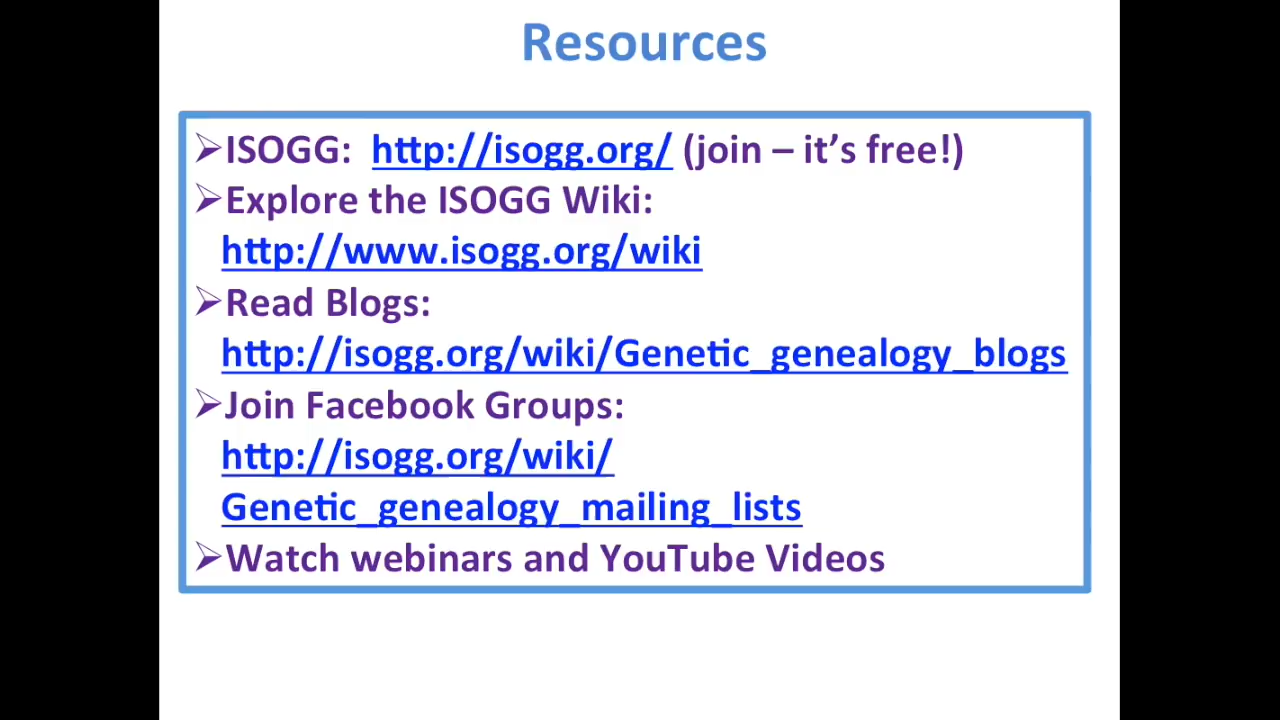 Resources
➢ISOGG: http://isogg.org/ (join – it’s free!)
➢Explore the ISOGG Wiki:
http://www.isogg.org/wiki
➢Read Blogs:
http://isogg.org/wiki/Genetic_genealogy_blogs
➢Join Facebook Groups:
http://isogg.org/wiki/
Genetic_genealogy_mailing_lists
➢Watch webinars and YouTube Videos